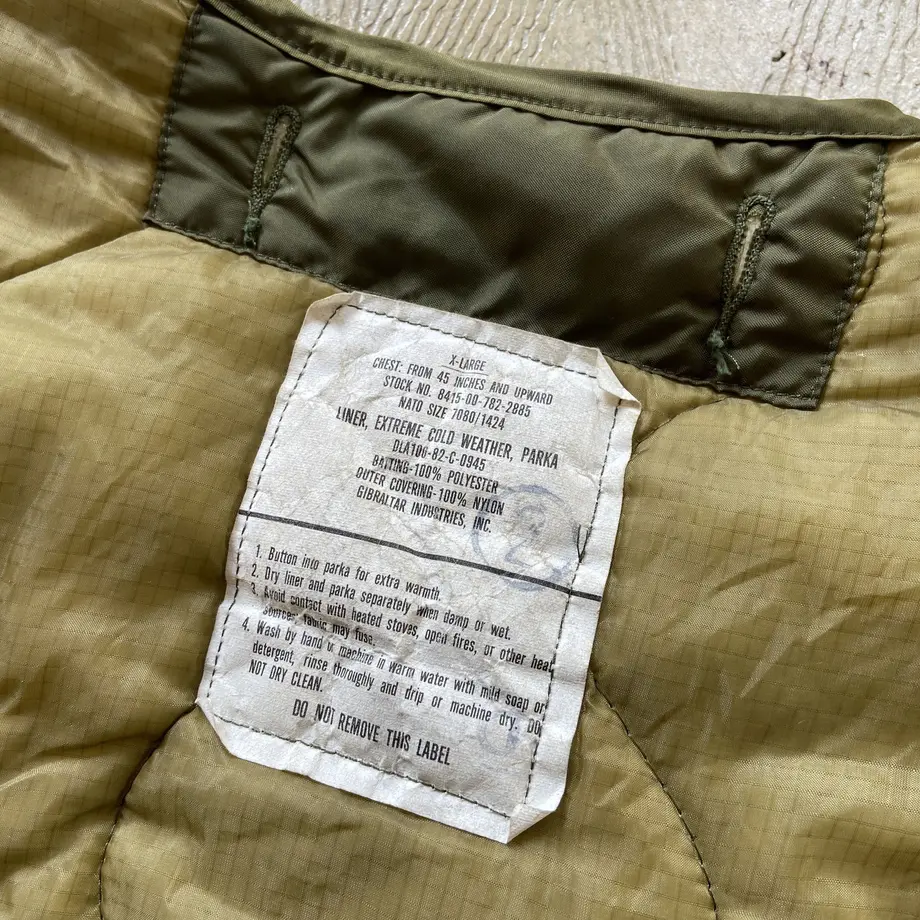 X-LARGE
CHEST: FROM 45 INCHES AND UPWARD
STOCK NO. 8415-00-782-2885
NATO SIZE 7080/1424
LINER, EXTREME COLD WEATHER, PARKA
DLA100-82-C-0945
BATTING-100% POLYESTER
OUTER COVERING-100% NYLON
GIBRALTAR INDUSTRIES, INC.
1. Button into parka for extra warmth.
2. Dry liner and parka separately when damp or wet.
3. Avoid contact with heated stoves, open fires, or other heat
sources; fabric may fuse.
4. Wash by hand or machine in warm water with mild soap or
detergent, rinse thoroughly and drip or machine dry. DO
NOT DRY CLEAN.
DO NOT REMOVE THIS LABEL